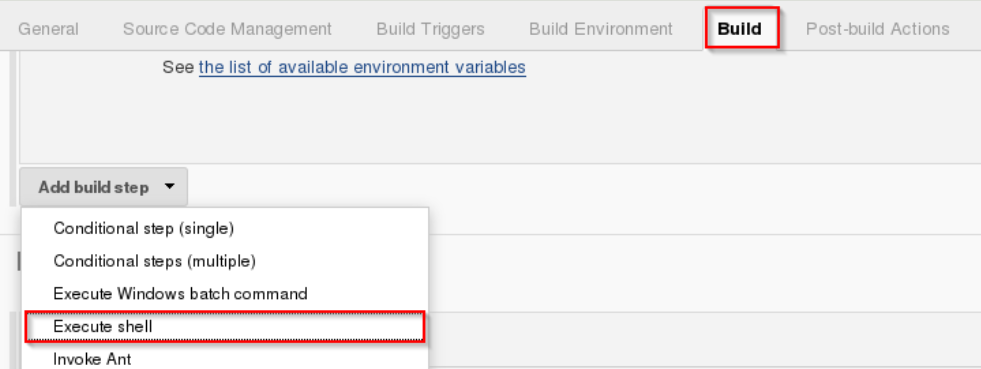 General Source Code Management Build Triggers Build Environment Build Post-build Actions
See the list of available environment variables
Add build step
Conditional step (single)
Conditional steps (multiple)
Execute Windows batch command
Execute shell
Invoke Ant